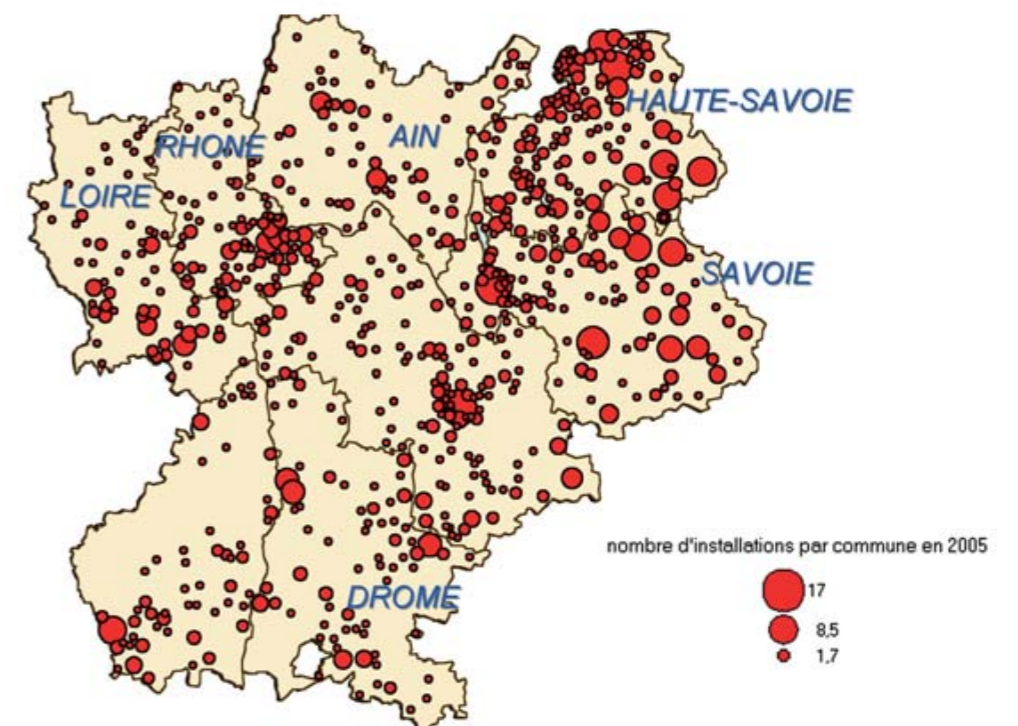 HAUTE-SAVOIE
AIN
RHONE
LOIRE
SAVOIE
nombre d'installations par commune en 2005
17
8,5
1,7
DROME